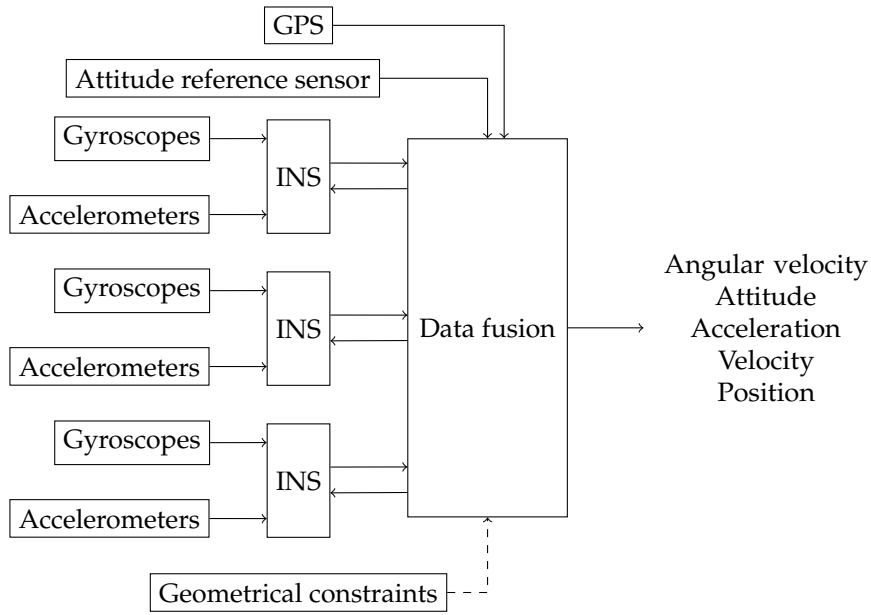 GPS
Attitude reference sensor
Gyroscopes
INS
Accelerometers
Gyroscopes
INS
Accelerometers
Gyroscopes
INS
Accelerometers
Data fusion
Angular velocity
Attitude
Acceleration
Velocity
Position
Geometrical constraints